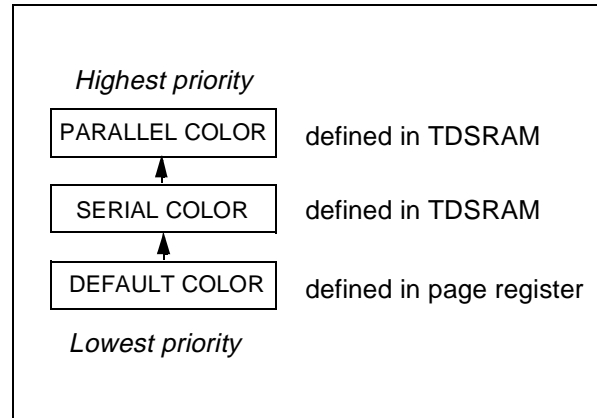 Highest priority
PARALLEL COLOR defined in TDSRAM
SERIAL COLOR defined in TDSRAM
DEFAULT COLOR defined in page register
Lowest priority